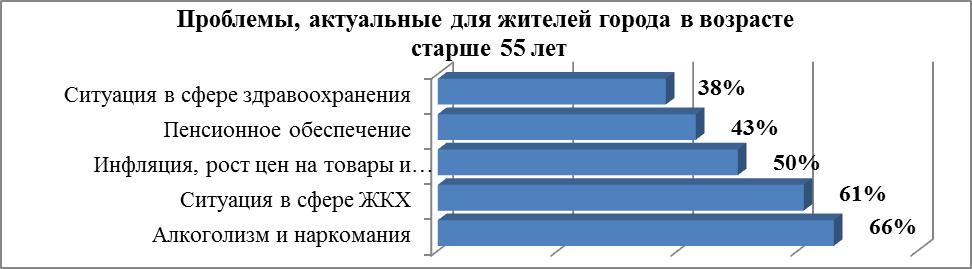 Проблемы, актуальные для жителей города в возрасте
старше 55 лет
Ситуация в сфере здравоохранения 38%
Пенсионное обеспечение 43%
Инфляция, рост цен на товары и… 50%
Ситуация в сфере ЖКХ 61%
Алкоголизм и наркомания 66%